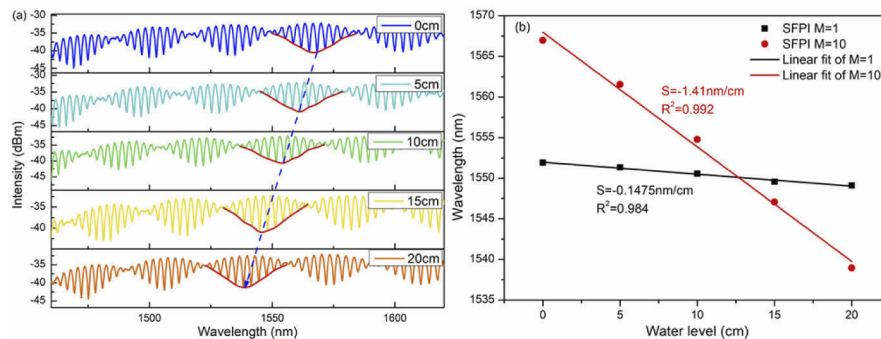 (a)
-30
-35
-40
-45
0cm
-30
-35
-40
-45
5cm
-35
-40
-45
10cm
-35
-40
15cm
-35
-40
-45
20cm
1500
1550
1600
Wavelength (nm)
Intensity (dBm)
(b)
1570
1565
1560
1555
1550
1545
1540
1535
Wavelength (nm)
SFPI M=1
SFPI M=10
Linear fit of M=1
Linear fit of M=10
S=-1.41nm/cm
R²=0.992
S=-0.1475nm/cm
R²=0.984
0
5
10
15
20
Water level (cm)